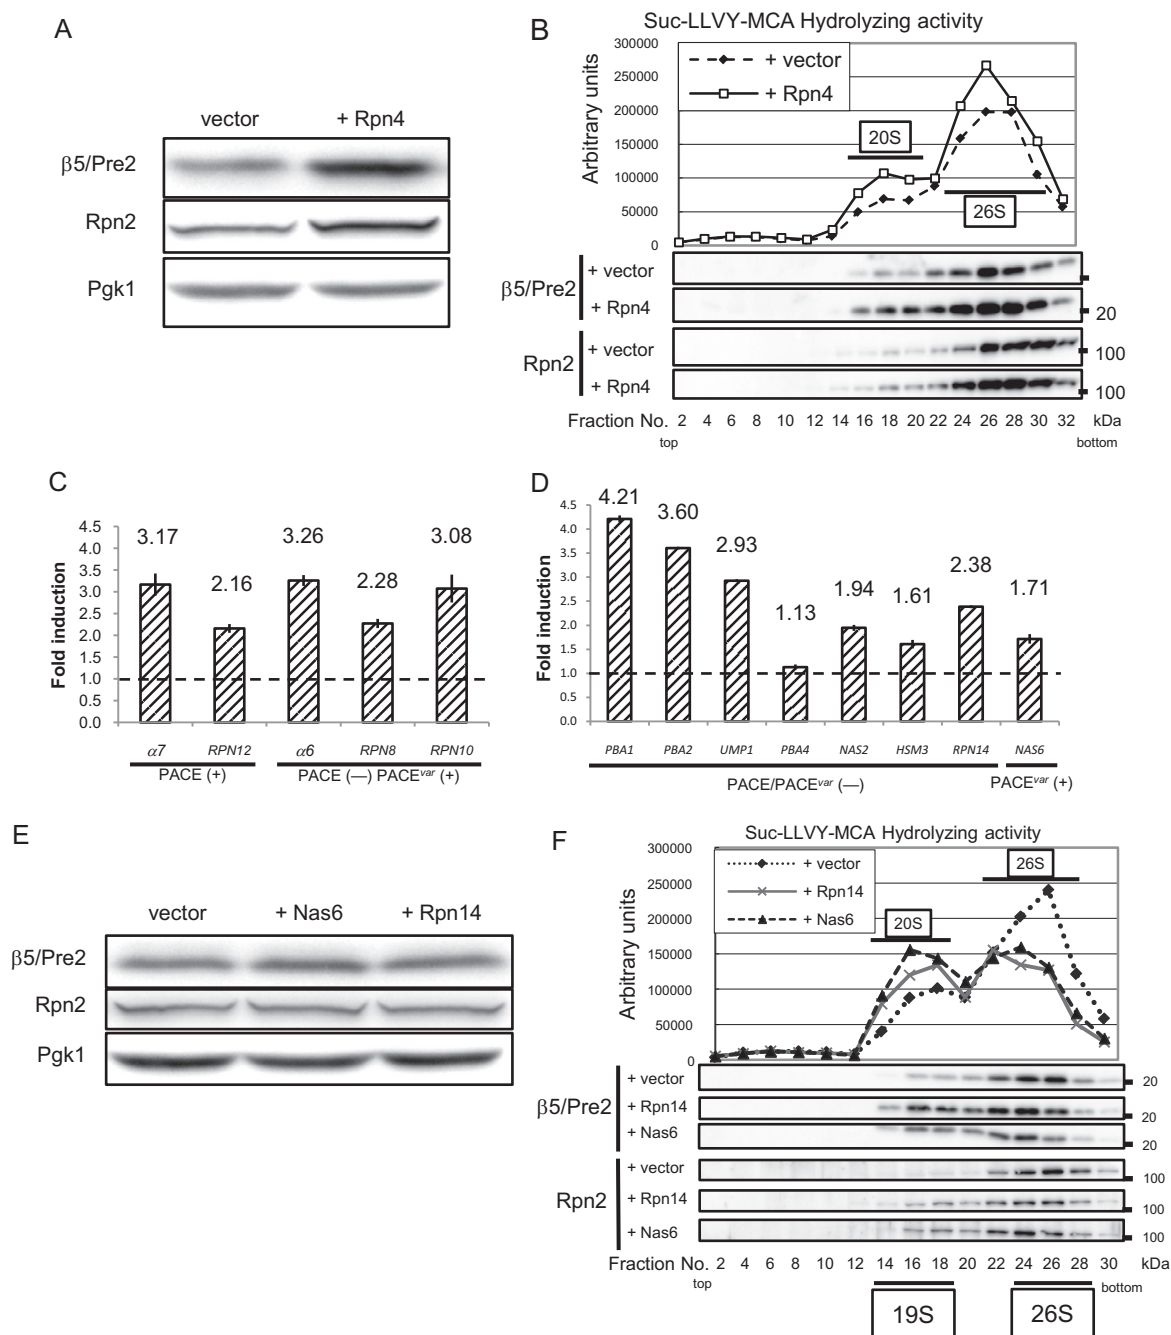 A
vector + Rpn4
β5/Pre2
Rpn2
Pgk1
B
Suc-LLVY-MCA Hydrolyzing activity
Arbitrary units
300000
250000
200000
150000
100000
50000
0
+ vector
+ Rpn4
20S
26S
β5/Pre2
+ vector
+ Rpn4
20
Rpn2
+ vector
100
+ Rpn4
100
Fraction No. 2 4 6 8 10 12 14 16 18 20 22 24 26 28 30 32 kDa
top bottom
C
Fold induction
4.5
4.0
3.5
3.0
2.5
2.0
1.5
1.0
0.5
0.0
3.17 2.16 3.26 2.28 3.08
α7 RPN12 α6 RPN8 RPN10
PACE (+) PACE (—) PACEvar (+)
D
Fold induction
4.5
4.0
3.5
3.0
2.5
2.0
1.5
1.0
0.5
0.0
4.21 3.60 2.93 1.13 1.94 1.61 2.38 1.71
PBA1 PBA2 UMP1 PBA4 NAS2 HSM3 RPN14 NAS6
PACE/PACEvar (—) PACEvar (+)
E
vector + Nas6 + Rpn14
β5/Pre2
Rpn2
Pgk1
F
Suc-LLVY-MCA Hydrolyzing activity
Arbitrary units
300000
250000
200000
150000
100000
50000
0
+ vector
+ Rpn14
+ Nas6
20S
26S
β5/Pre2
+ vector
20
+ Rpn14
20
+ Nas6
20
Rpn2
+ vector
100
+ Rpn14
100
+ Nas6
100
Fraction No. 2 4 6 8 10 12 14 16 18 20 22 24 26 28 30 kDa
top bottom
19S 26S